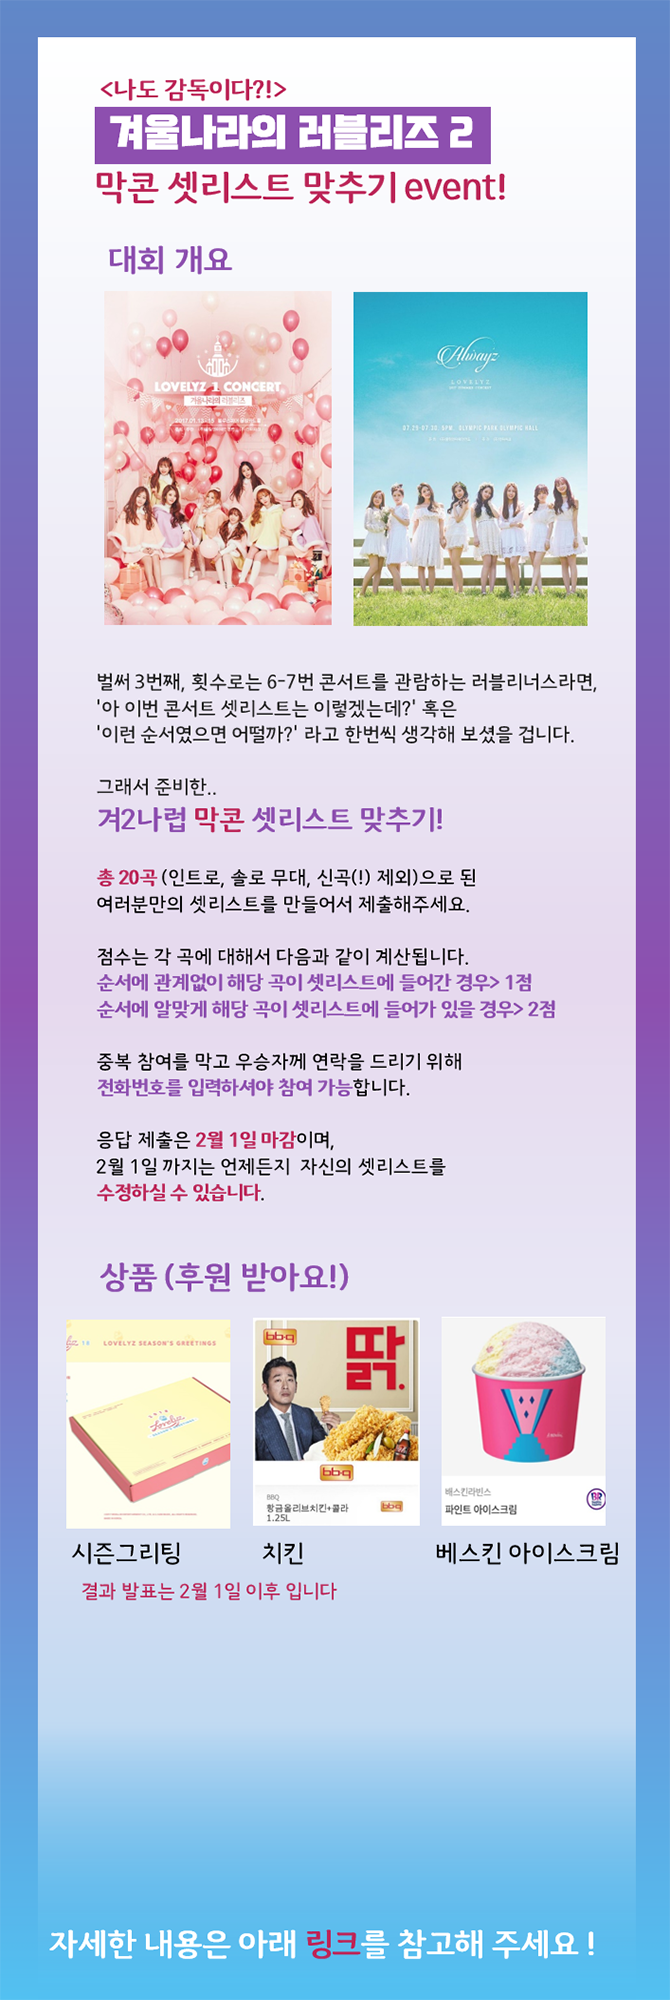 <나도 감독이다?!>
겨울나라의 러블리즈 2
막콘 셋리스트 맞추기 event!
대회 개요
LOVELYZ 1 CONCERT
겨울나라의 러블리즈
Alwayz
LOVELYZ
07.29-07.30. 6PM. OLYMPIC PARK OLYMPIC HALL
벌써 3번째, 횟수로는 6-7번 콘서트를 관람하는 러블리너스라면,
'아 이번 콘서트 셋리스트는 이렇겠는데?' 혹은
'이런 순서였으면 어떨까?' 라고 한번씩 생각해 보셨을 겁니다.
그래서 준비한..
겨2나럽 막콘 셋리스트 맞추기!
총 20곡 (인트로, 솔로 무대, 신곡(!) 제외)으로 된
여러분만의 셋리스트를 만들어서 제출해주세요.
점수는 각 곡에 대해서 다음과 같이 계산됩니다.
순서에 관계없이 해당 곡이 셋리스트에 들어간 경우> 1점
순서에 알맞게 해당 곡이 셋리스트에 들어가 있을 경우> 2점
중복 참여를 막고 우승자께 연락을 드리기 위해
전화번호를 입력하셔야 참여 가능합니다.
응답 제출은 2월 1일 마감이며,
2월 1일 까지는 언제든지 자신의 셋리스트를
수정하실 수 있습니다.
상품 (후원 받아요!)
LOVELYZ SEASON'S GREETINGS
Lovelyz
bb.q
닭.
bb.q
BBQ
황금올리브치킨+콜라
1.25L
bb.q
배스킨라빈스
파인트 아이스크림
BR
시즌그리팅
치킨
베스킨 아이스크림
결과 발표는 2월 1일 이후 입니다
자세한 내용은 아래 링크를 참고해 주세요 !